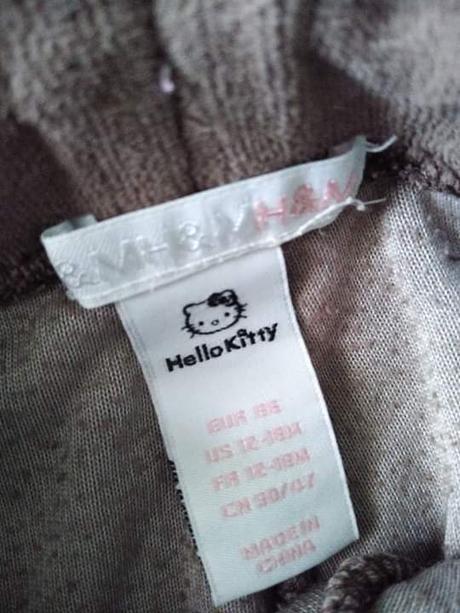 &M H&M H&M
Hello Kitty
EUR 86
US 12-18M
FR 12-18M
CN 90/47
MADE IN
CHINA